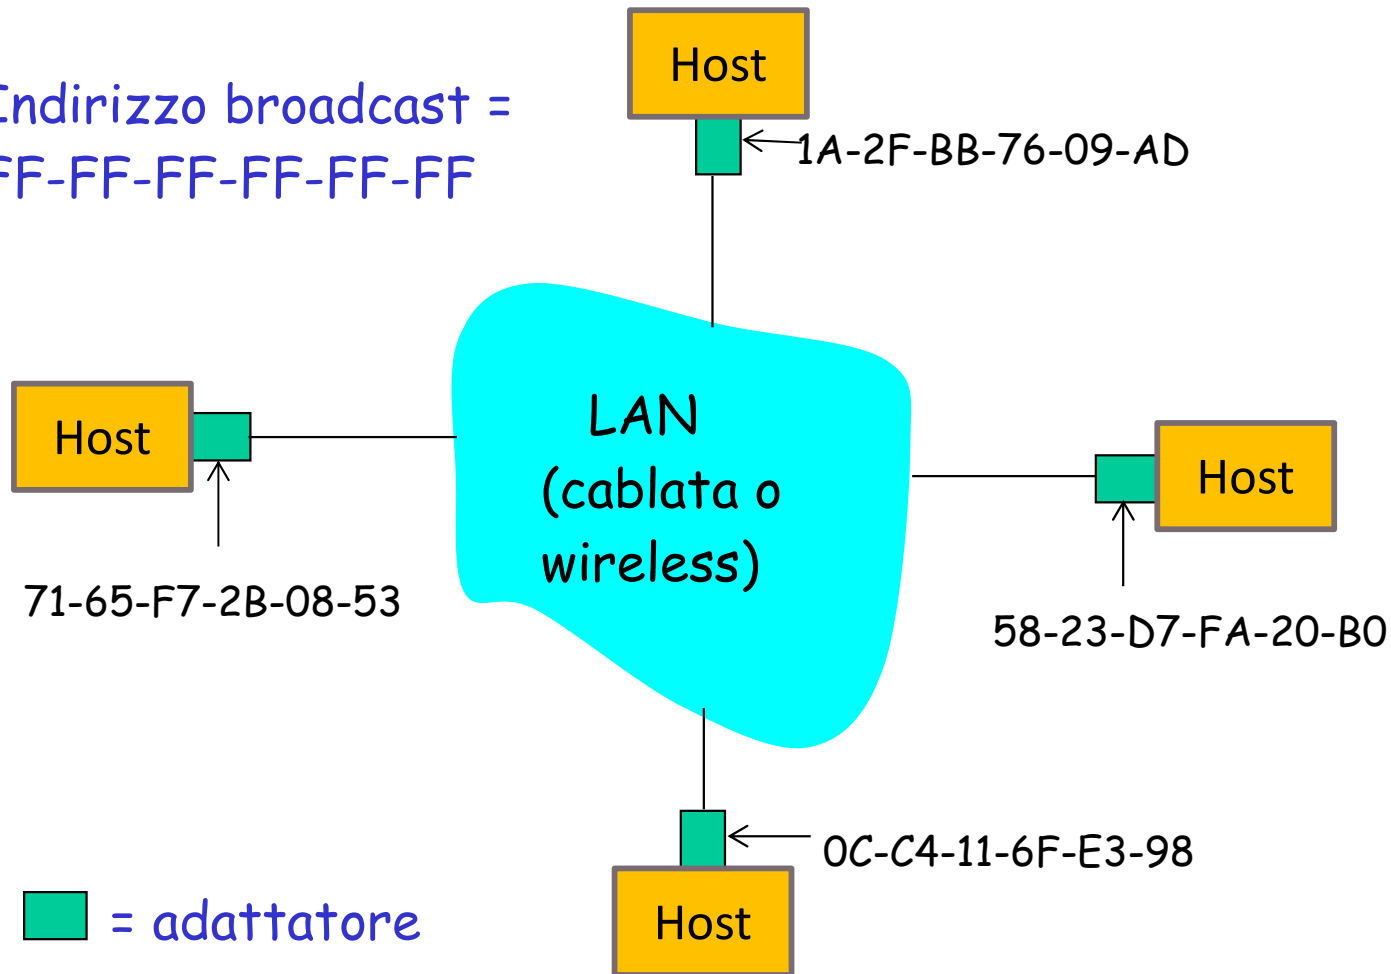 Host
Indirizzo broadcast =
FF-FF-FF-FF-FF-FF
1A-2F-BB-76-09-AD
Host
LAN
(cablata o
wireless)
Host
71-65-F7-2B-08-53
58-23-D7-FA-20-B0
0C-C4-11-6F-E3-98
= adattatore
Host